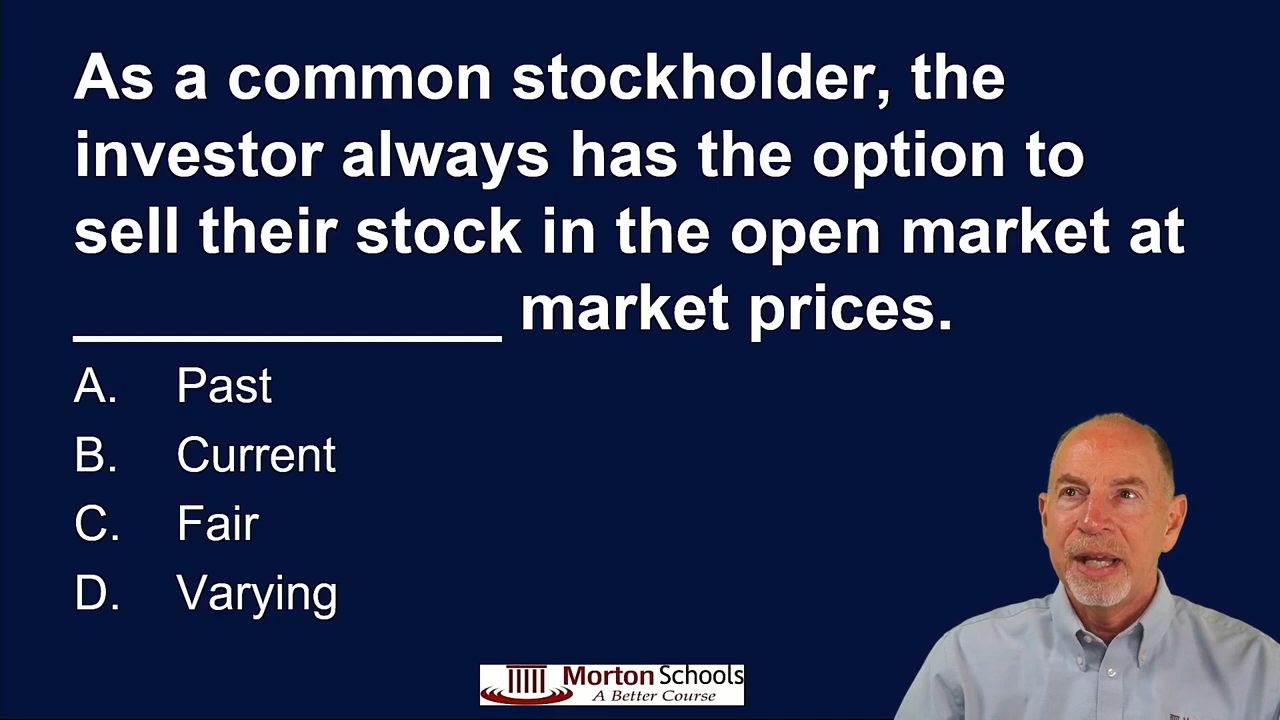 As a common stockholder, the
investor always has the option to
sell their stock in the open market at
______________ market prices.
A. Past
B. Current
C. Fair
D. Varying
Morton Schools
A Better Course